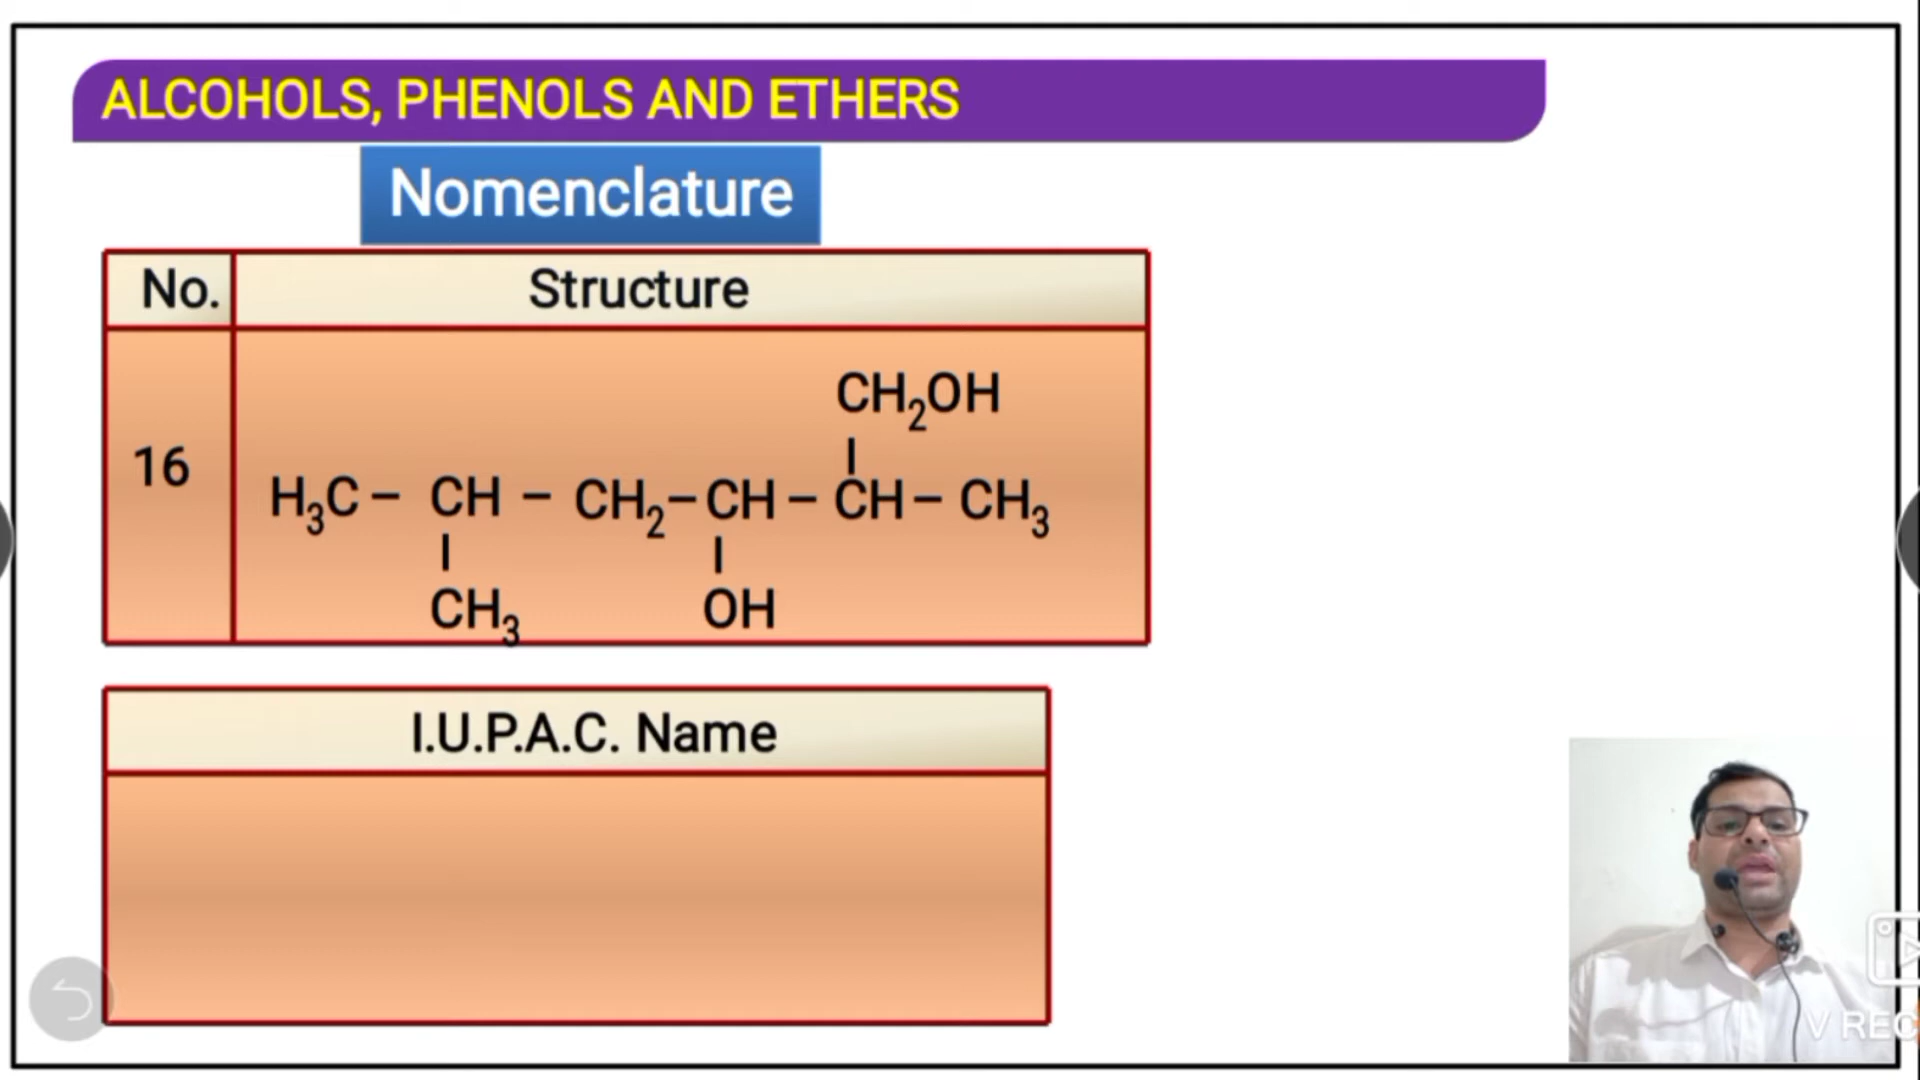 ALCOHOLS, PHENOLS AND ETHERS
Nomenclature
No. Structure
CH₂OH
16
H₃C – CH – CH₂ – CH – CH – CH₃
CH₃ OH
I.U.P.A.C. Name
V REC